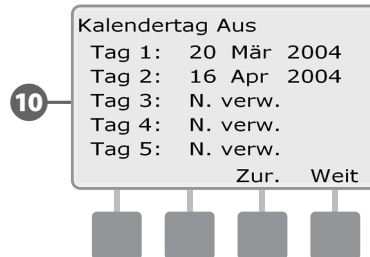 Kalendertag Aus
Tag 1: 20 Mär 2004
Tag 2: 16 Apr 2004
10
Tag 3: N. verw.
Tag 4: N. verw.
Tag 5: N. verw.
Zur. Weit